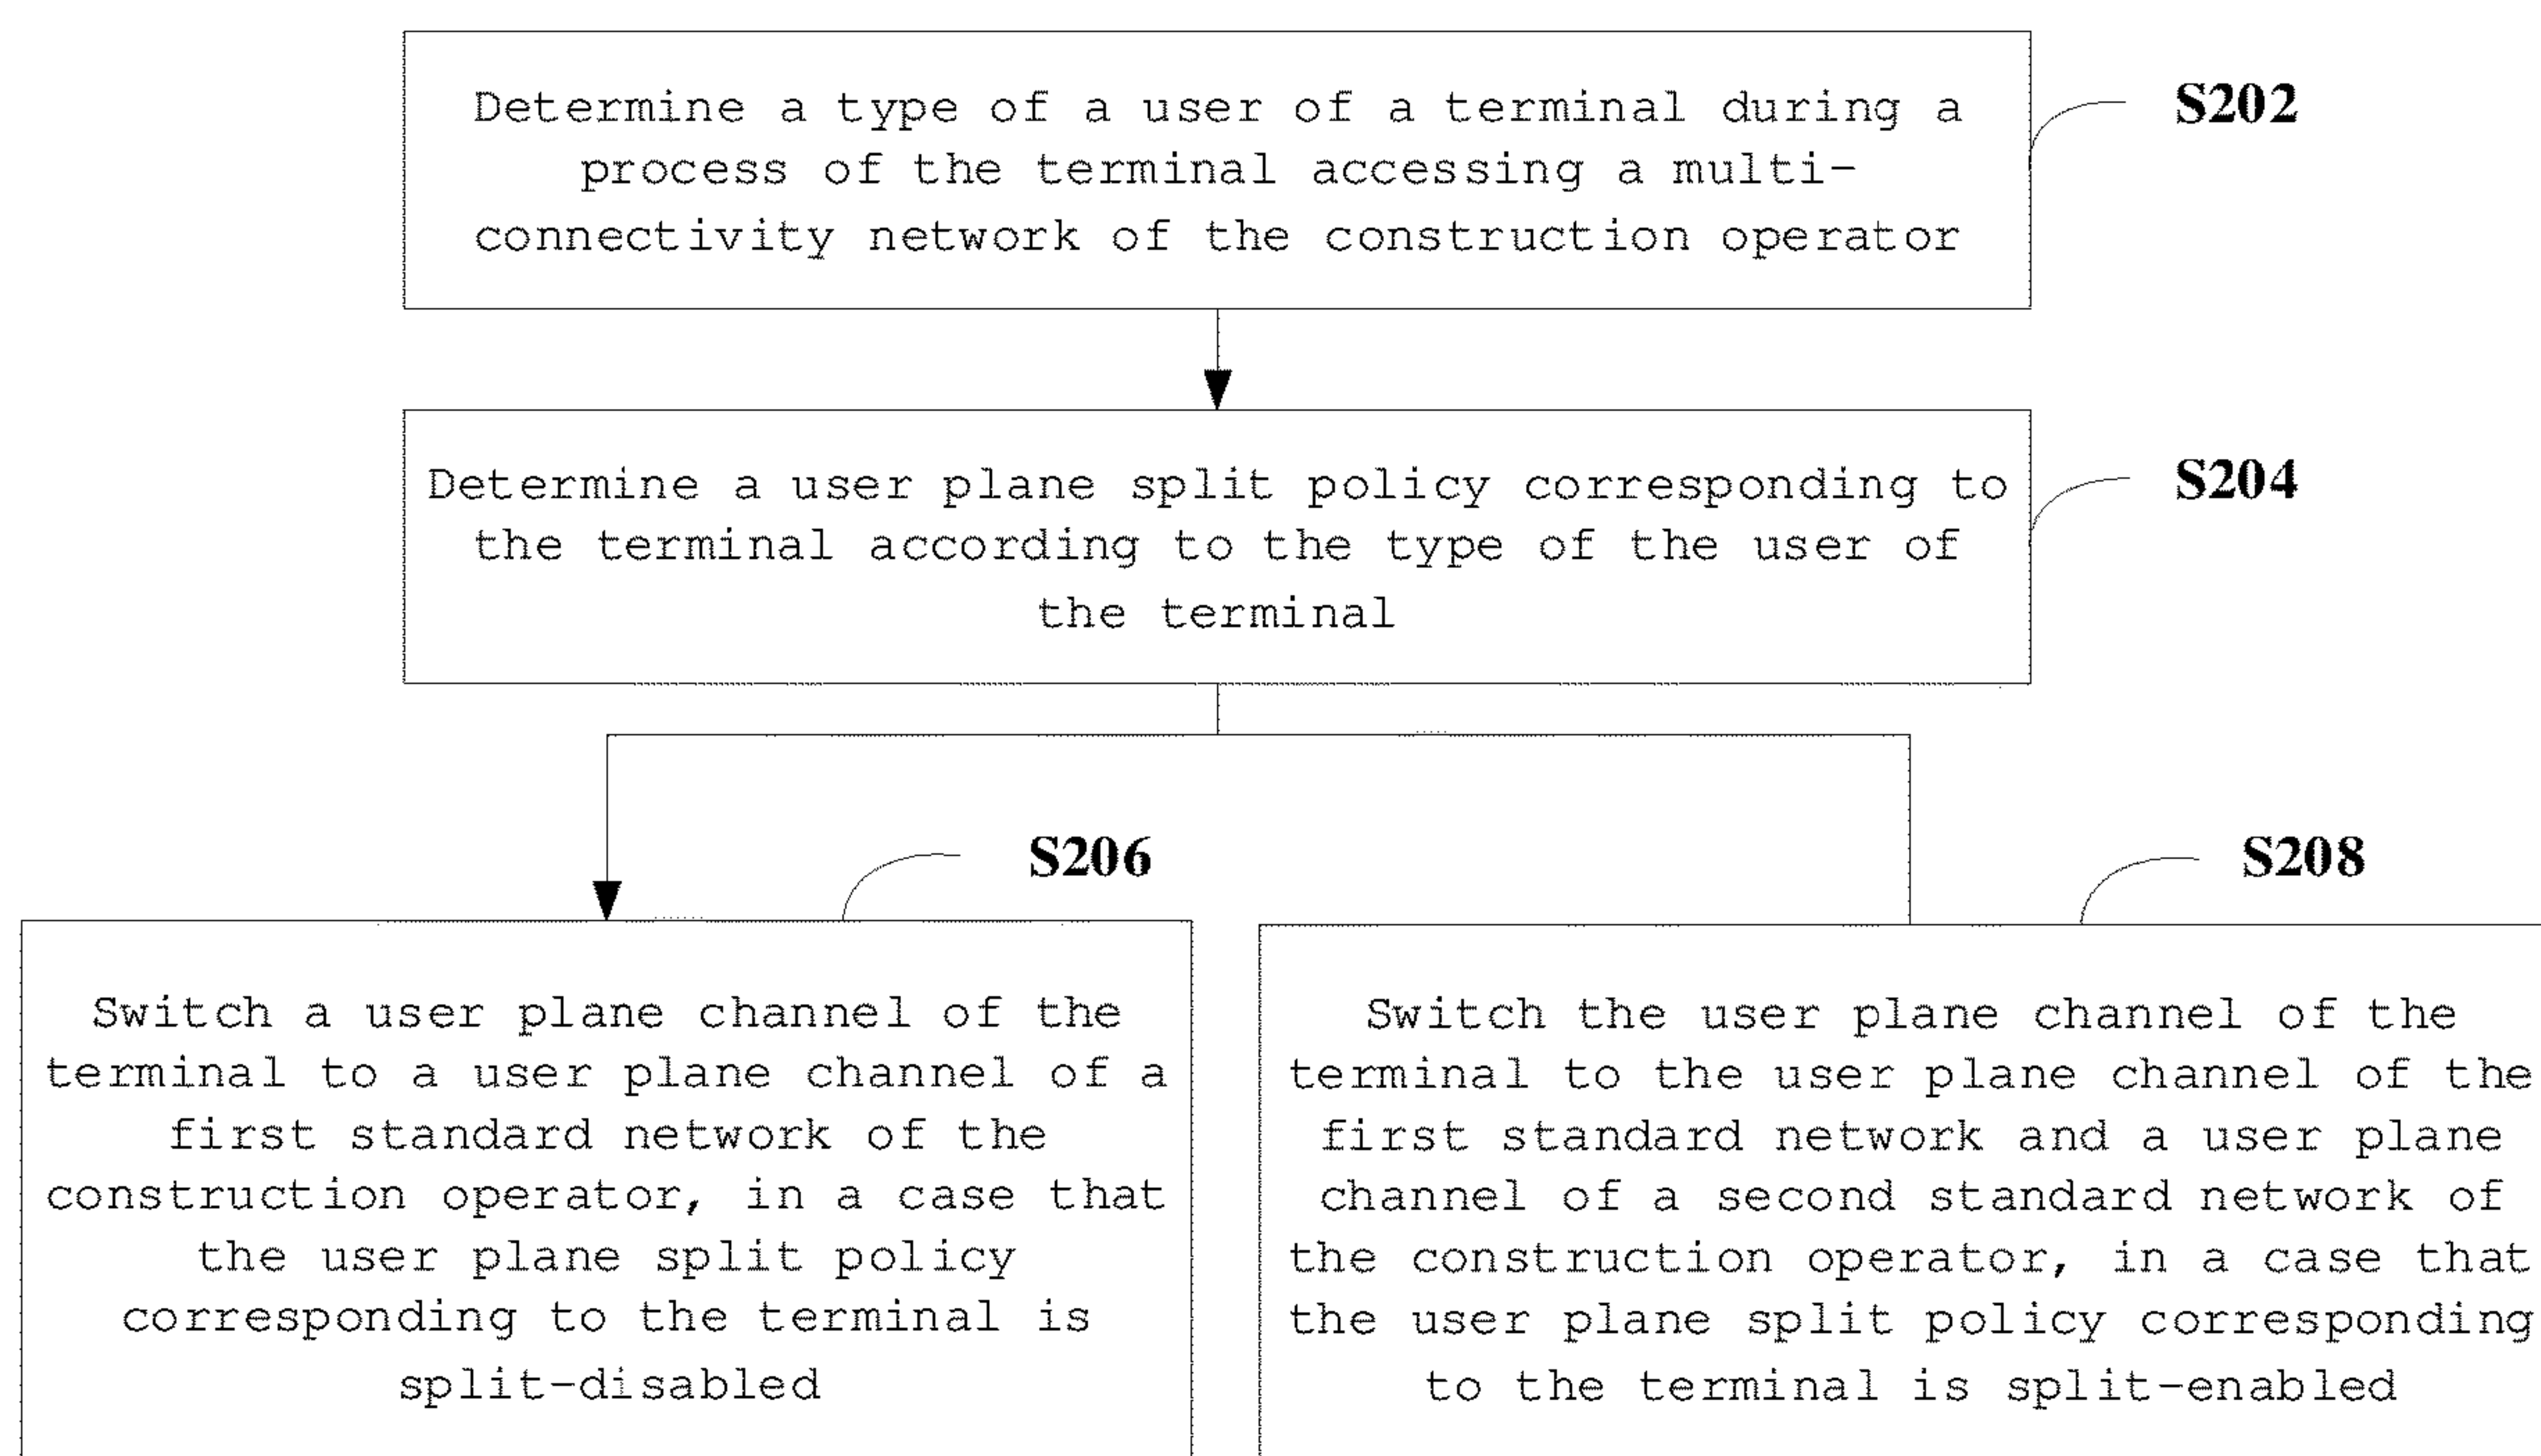 Determine a type of a user of a terminal during a
process of the terminal accessing a multi-
connectivity network of the construction operator
S202
Determine a user plane split policy corresponding to
the terminal according to the type of the user of
the terminal
S204
S206
Switch a user plane channel of the
terminal to a user plane channel of a
first standard network of the
construction operator, in a case that
the user plane split policy
corresponding to the terminal is
split-disabled
S208
Switch the user plane channel of the
terminal to the user plane channel of the
first standard network and a user plane
channel of a second standard network of
the construction operator, in a case that
the user plane split policy corresponding
to the terminal is split-enabled